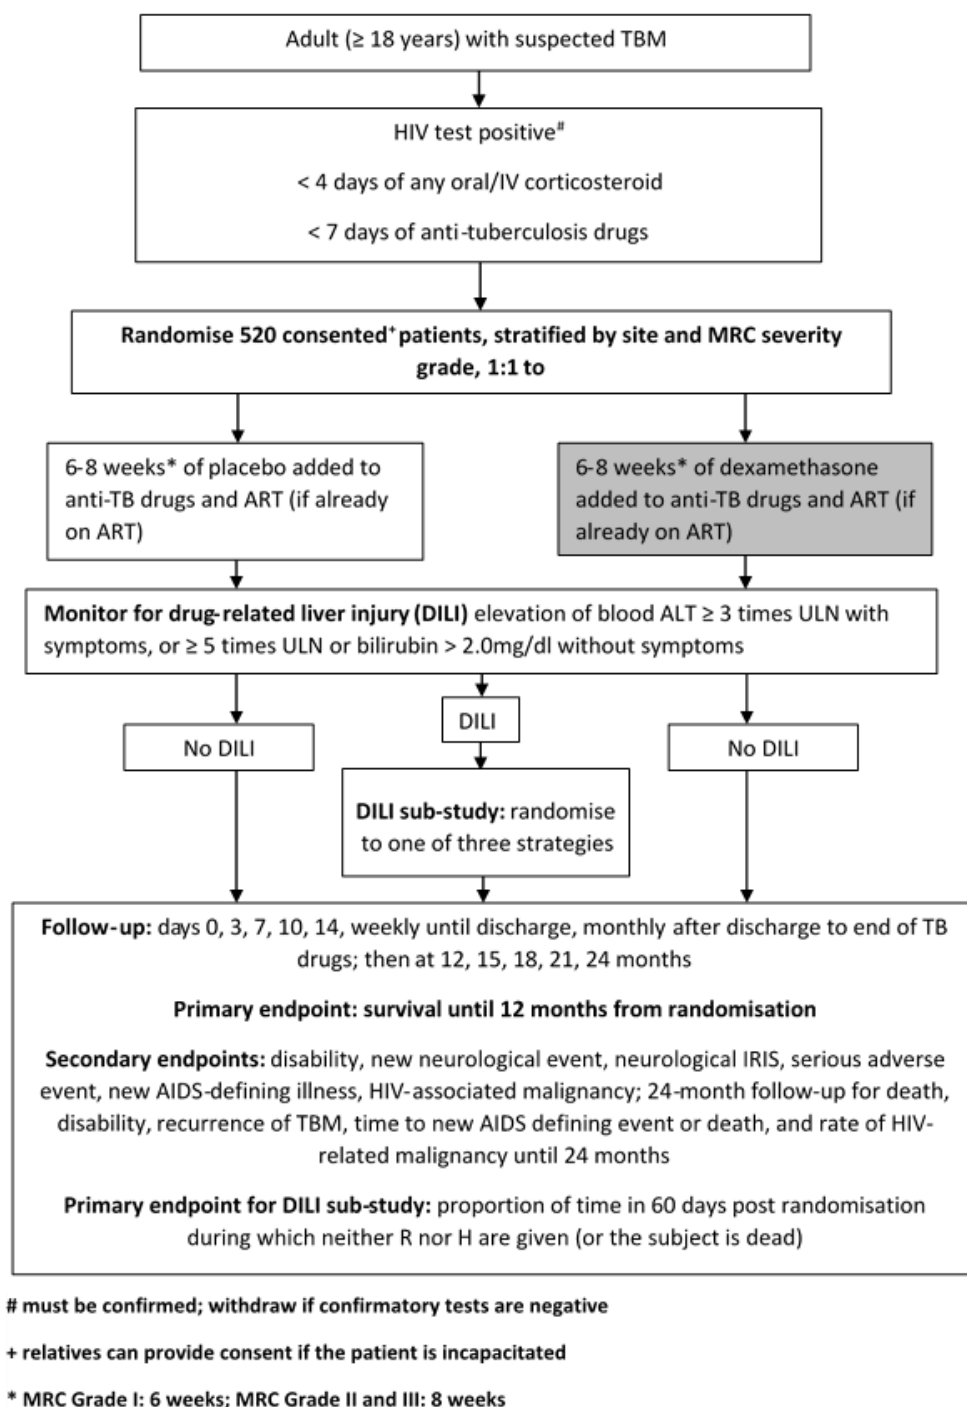 Adult (≥ 18 years) with suspected TBM
HIV test positive#
< 4 days of any oral/IV corticosteroid
< 7 days of anti-tuberculosis drugs
Randomise 520 consented+ patients, stratified by site and MRC severity
grade, 1:1 to
6-8 weeks* of placebo added to
anti-TB drugs and ART (if already
on ART)
6-8 weeks* of dexamethasone
added to anti-TB drugs and ART (if
already on ART)
Monitor for drug-related liver injury (DILI) elevation of blood ALT ≥ 3 times ULN with
symptoms, or ≥ 5 times ULN or bilirubin > 2.0mg/dl without symptoms
No DILI
DILI
No DILI
DILI sub-study: randomise
to one of three strategies
Follow-up: days 0, 3, 7, 10, 14, weekly until discharge, monthly after discharge to end of TB
drugs; then at 12, 15, 18, 21, 24 months
Primary endpoint: survival until 12 months from randomisation
Secondary endpoints: disability, new neurological event, neurological IRIS, serious adverse
event, new AIDS-defining illness, HIV-associated malignancy; 24-month follow-up for death,
disability, recurrence of TBM, time to new AIDS defining event or death, and rate of HIV-
related malignancy until 24 months
Primary endpoint for DILI sub-study: proportion of time in 60 days post randomisation
during which neither R nor H are given (or the subject is dead)
# must be confirmed; withdraw if confirmatory tests are negative
+ relatives can provide consent if the patient is incapacitated
* MRC Grade I: 6 weeks; MRC Grade II and III: 8 weeks